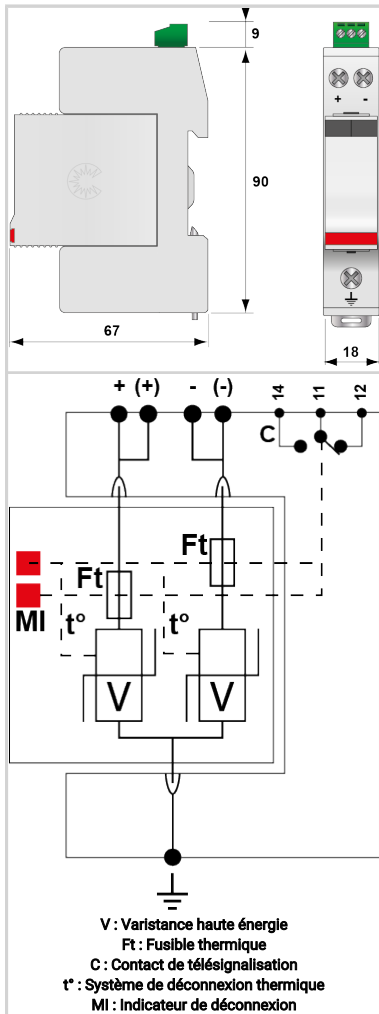 9
+ -
90
67
18
+ (+) - (-) 14 11 12
C
Ft
Ft
MI t° t°
V V
V : Varistance haute énergie
Ft : Fusible thermique
C : Contact de télésignalisation
t° : Système de déconnexion thermique
MI : Indicateur de déconnexion